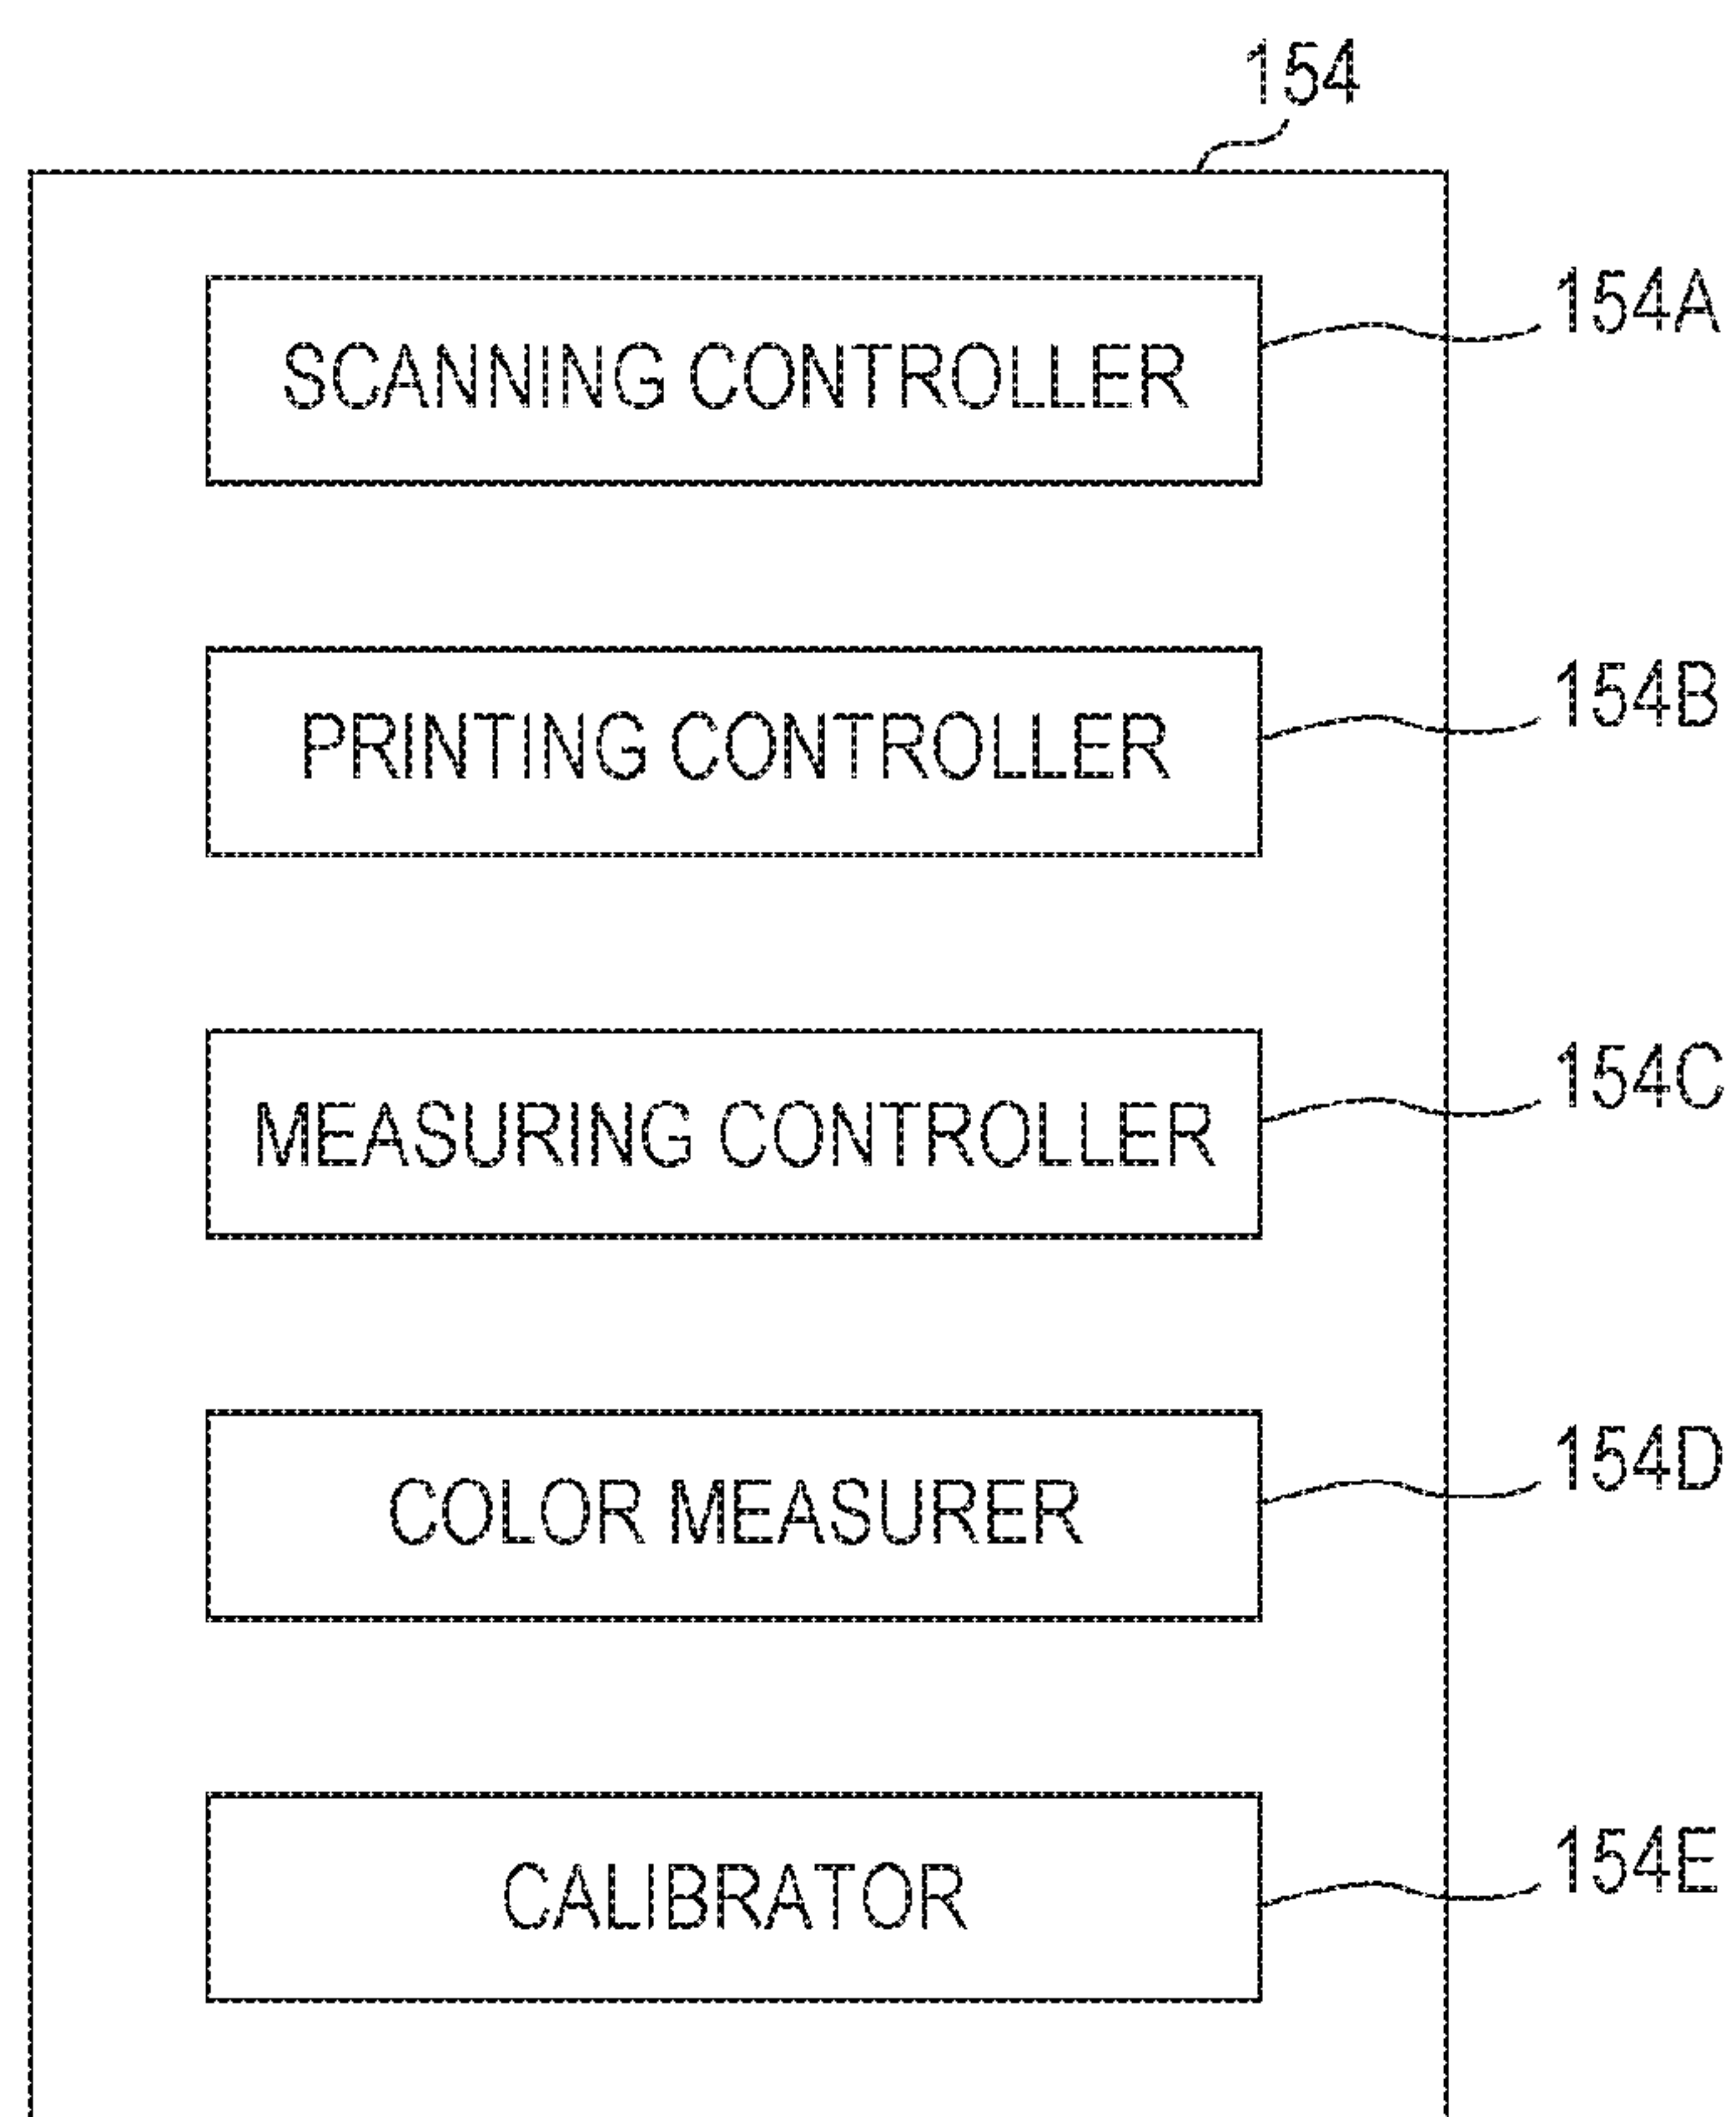 154
SCANNING CONTROLLER
154A
PRINTING CONTROLLER
154B
MEASURING CONTROLLER
154C
COLOR MEASURER
154D
CALIBRATOR
154E